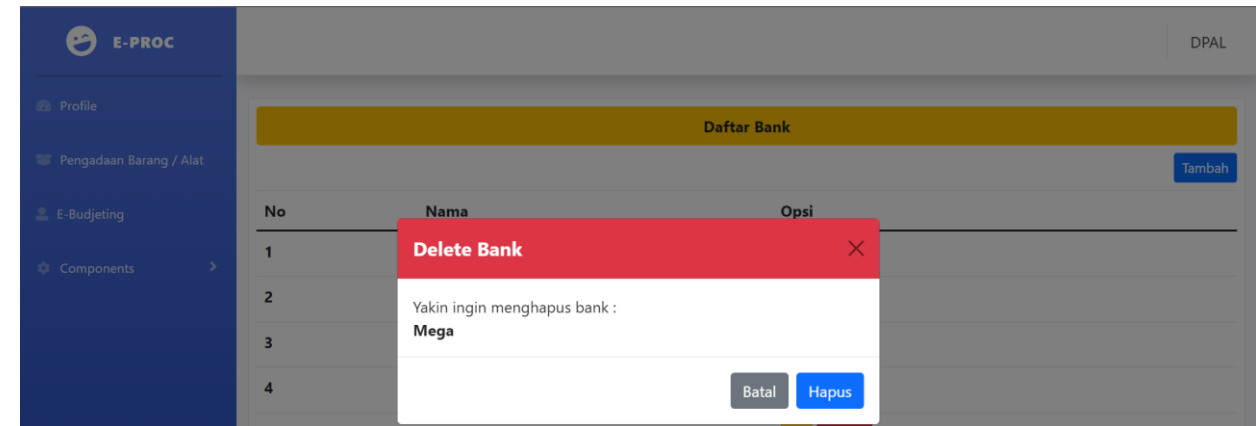 E-PROC
DPAL
Profile
Pengadaan Barang / Alat
E-Budjeting
Components
Daftar Bank
Tambah
No Nama Opsi
1
2
3
4
Delete Bank
Yakin ingin menghapus bank :
Mega
Batal Hapus